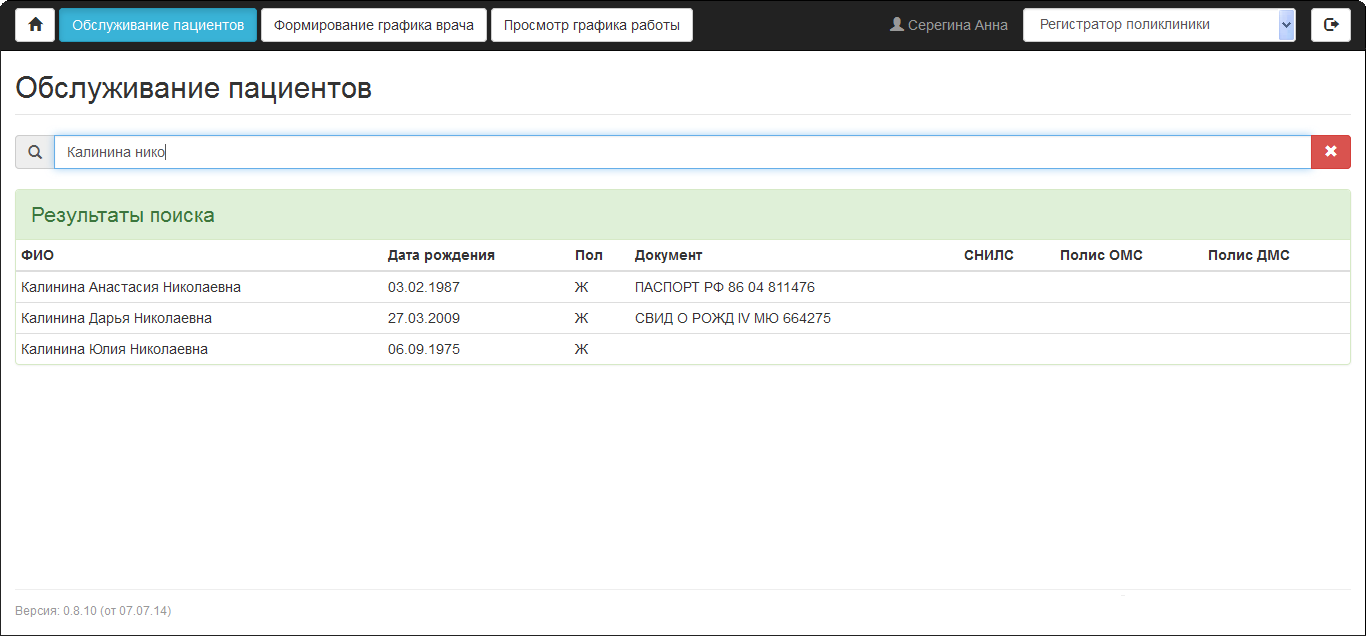 Обслуживание пациентов Формирование графика врача Просмотр графика работы Серегина Анна Регистратор поликлиники
Обслуживание пациентов
Калинина нико
Результаты поиска
ФИО Дата рождения Пол Документ СНИЛС Полис ОМС Полис ДМС
Калинина Анастасия Николаевна 03.02.1987 Ж ПАСПОРТ РФ 86 04 811476
Калинина Дарья Николаевна 27.03.2009 Ж СВИД О РОЖД IV МЮ 664275
Калинина Юлия Николаевна 06.09.1975 Ж
Версия: 0.8.10 (от 07.07.14)